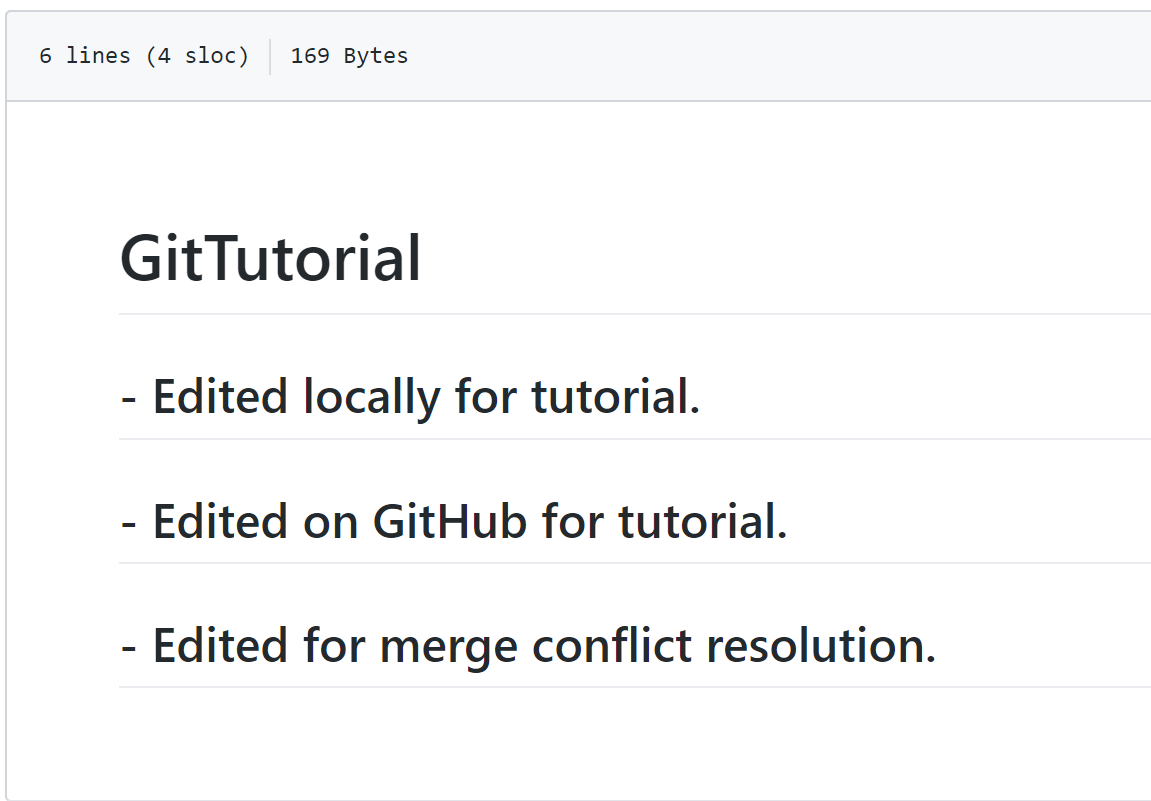 6 lines (4 sloc) 169 Bytes
GitTutorial
- Edited locally for tutorial.
- Edited on GitHub for tutorial.
- Edited for merge conflict resolution.